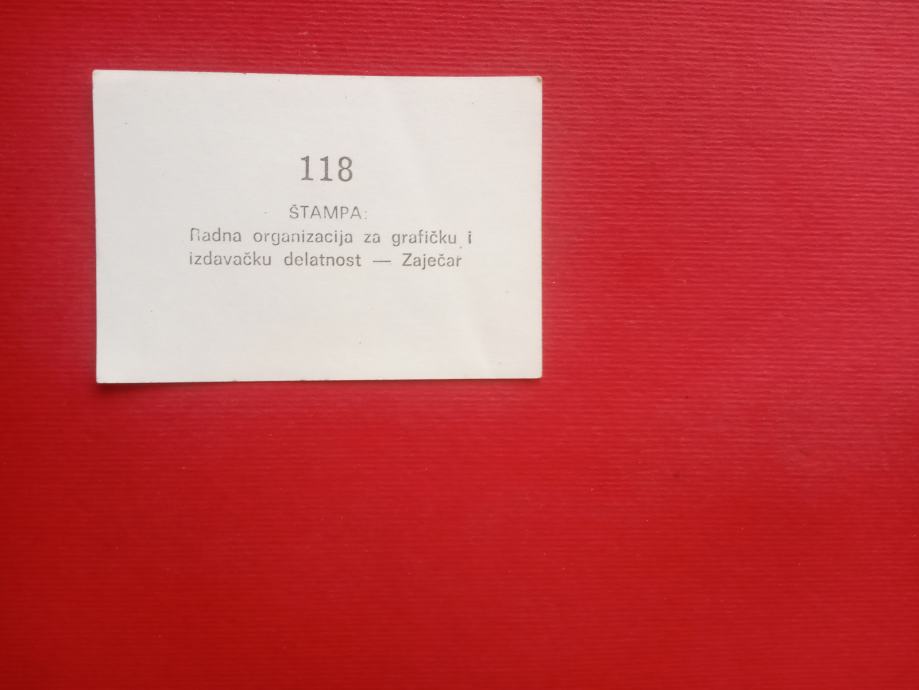 118
ŠTAMPA:
Radna organizacija za grafičku i
izdavačku delatnost — Zaječar